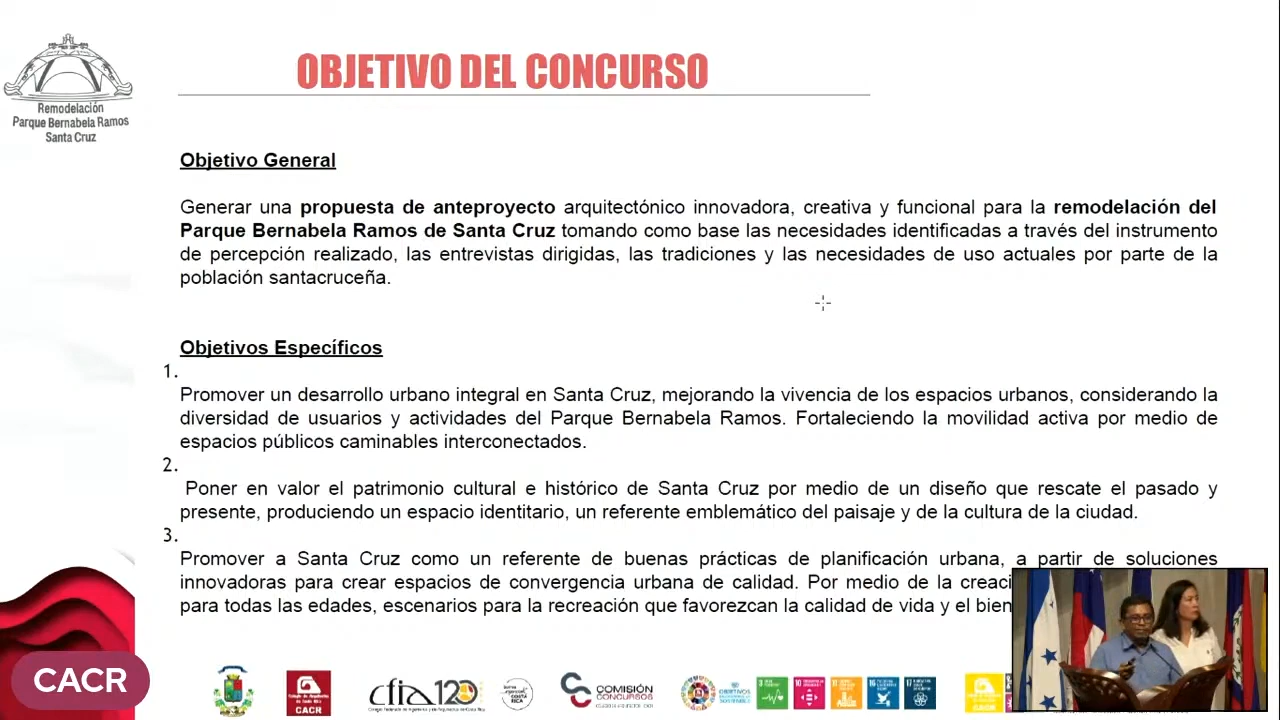 Remodelación
Parque Bernabela Ramos
Santa Cruz
OBJETIVO DEL CONCURSO
Objetivo General
Generar una propuesta de anteproyecto arquitectónico innovadora, creativa y funcional para la remodelación del
Parque Bernabela Ramos de Santa Cruz tomando como base las necesidades identificadas a través del instrumento
de percepción realizado, las entrevistas dirigidas, las tradiciones y las necesidades de uso actuales por parte de la
población santacruceña.
Objetivos Específicos
1.
Promover un desarrollo urbano integral en Santa Cruz, mejorando la vivencia de los espacios urbanos, considerando la
diversidad de usuarios y actividades del Parque Bernabela Ramos. Fortaleciendo la movilidad activa por medio de
espacios públicos caminables interconectados.
2.
Poner en valor el patrimonio cultural e histórico de Santa Cruz por medio de un diseño que rescate el pasado y
presente, produciendo un espacio identitario, un referente emblemático del paisaje y de la cultura de la ciudad.
3.
Promover a Santa Cruz como un referente de buenas prácticas de planificación urbana, a partir de soluciones
innovadoras para crear espacios de convergencia urbana de calidad. Por medio de la
para todas las edades, escenarios para la recreación que favorezcan la calidad de vida y el
CACR
CACR
cfia 120
COMISIÓN
CONCURSOS